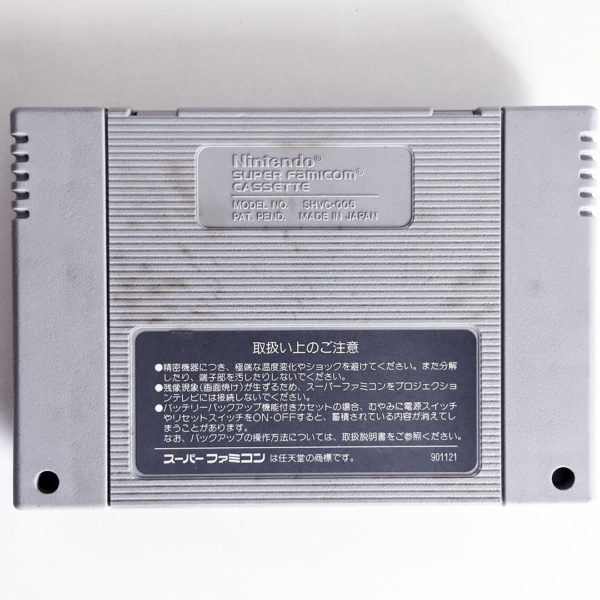 Nintendo®
SUPER FAMICOM
CASSETTE
MODEL NO. SHVC-006
PAT. PEND. MADE IN JAPAN
取扱い上のご注意
●精密機器につき、極端な温度変化やショックを避けてください。また分解
したり、端子部を汚したりしないでください。
●残像現象(画面焼け)が生ずるため、スーパーファミコンをプロジェクショ
ンテレビには接続しないでください。
●バッテリーバックアップ機能付きカセットの場合、むやみに電源スイッチ
やリセットスイッチをON・OFFすると、蓄積されている内容が消えてし
まうことがあります。
なお、バックアップの操作方法については、取扱説明書をご参照ください。
スーパーファミコン は任天堂の商標です。 901121